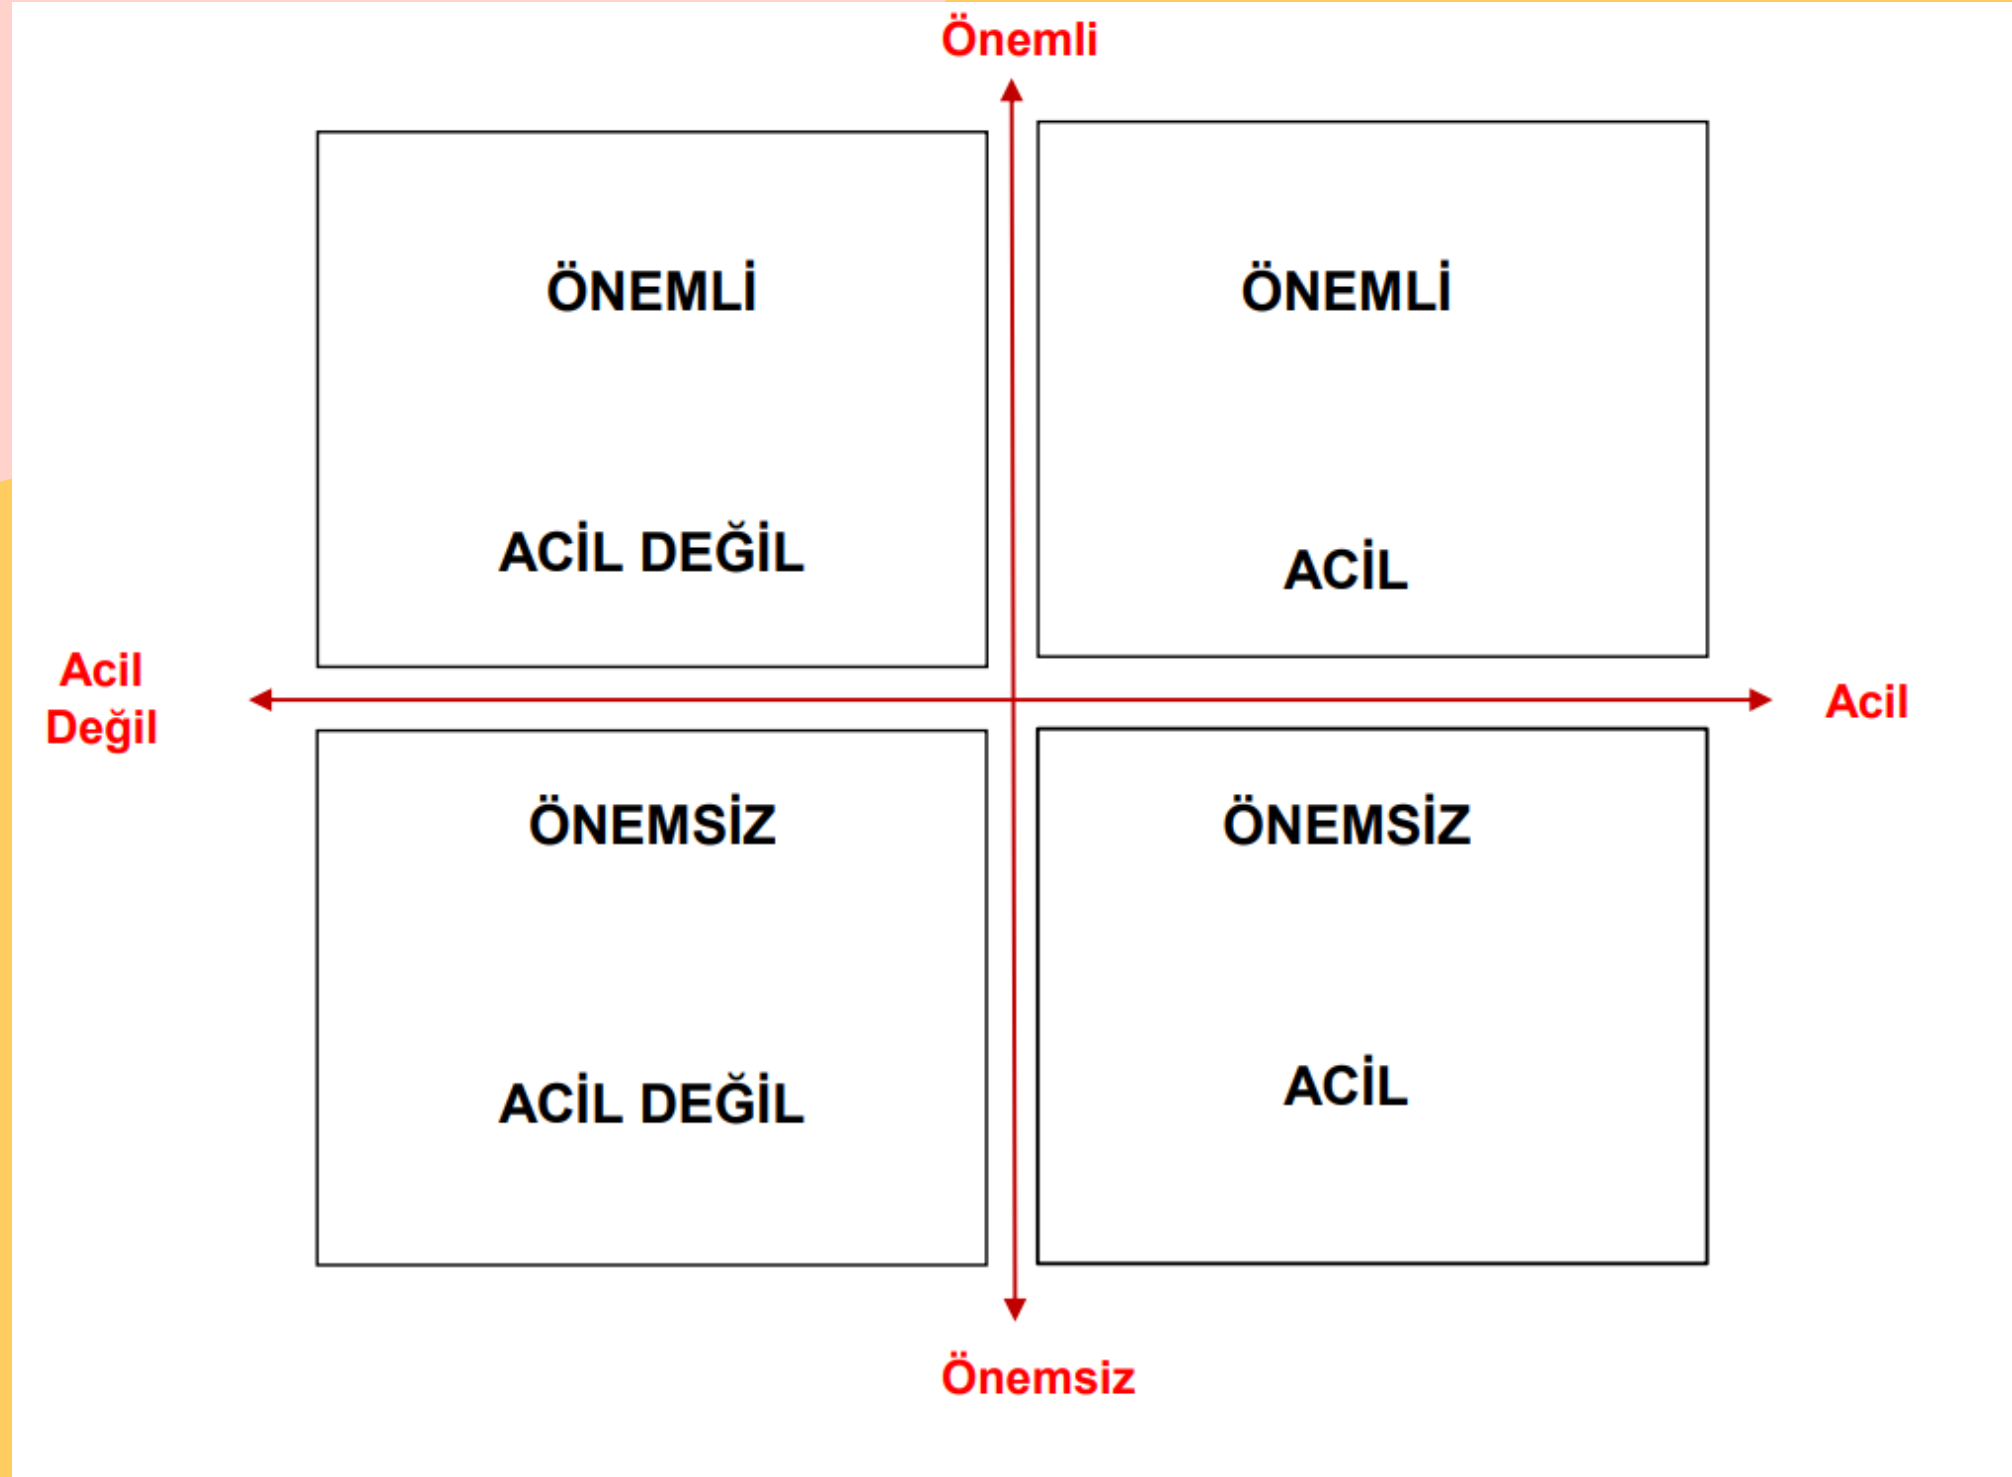 Önemli
ÖNEMLİ
ACİL DEĞİL
ÖNEMLİ
ACİL
Acil
Değil
Acil
ÖNEMSİZ
ACİL DEĞİL
ÖNEMSİZ
ACİL
Önemsiz